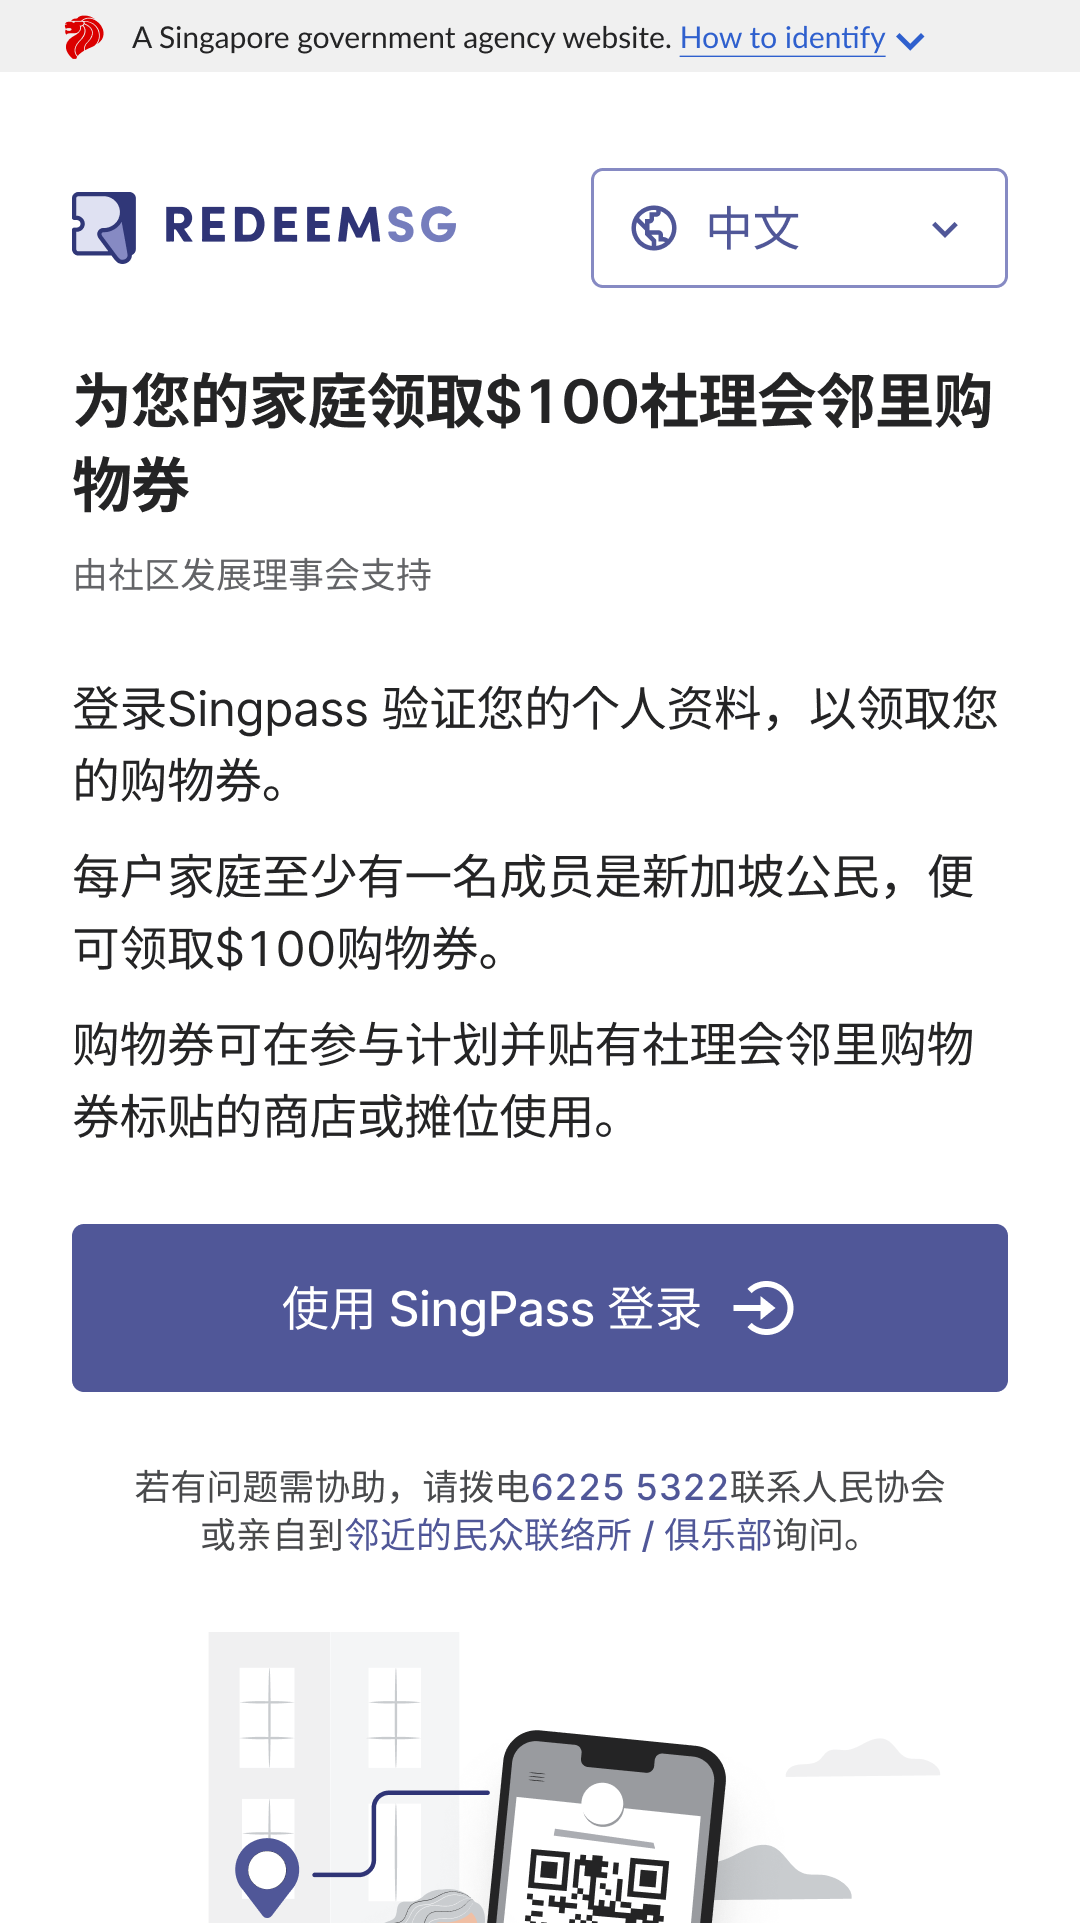 A Singapore government agency website. How to identify
REDEEMSG
中文
为您的家庭领取$100社理会邻里购
物券
由社区发展理事会支持
登录Singpass 验证您的个人资料，以领取您
的购物券。
每户家庭至少有一名成员是新加坡公民，便
可领取$100购物券。
购物券可在参与计划并贴有社理会邻里购物
券标贴的商店或摊位使用。
使用 SingPass 登录
若有问题需协助，请拨电6225 5322联系人民协会
或亲自到邻近的民众联络所 / 俱乐部询问。